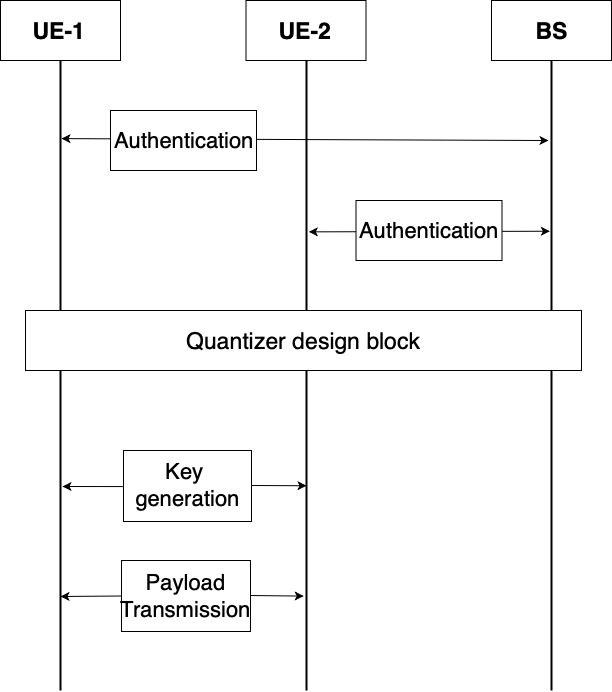 UE-1
UE-2
BS
Authentication
Authentication
Quantizer design block
Key
generation
Payload
Transmission